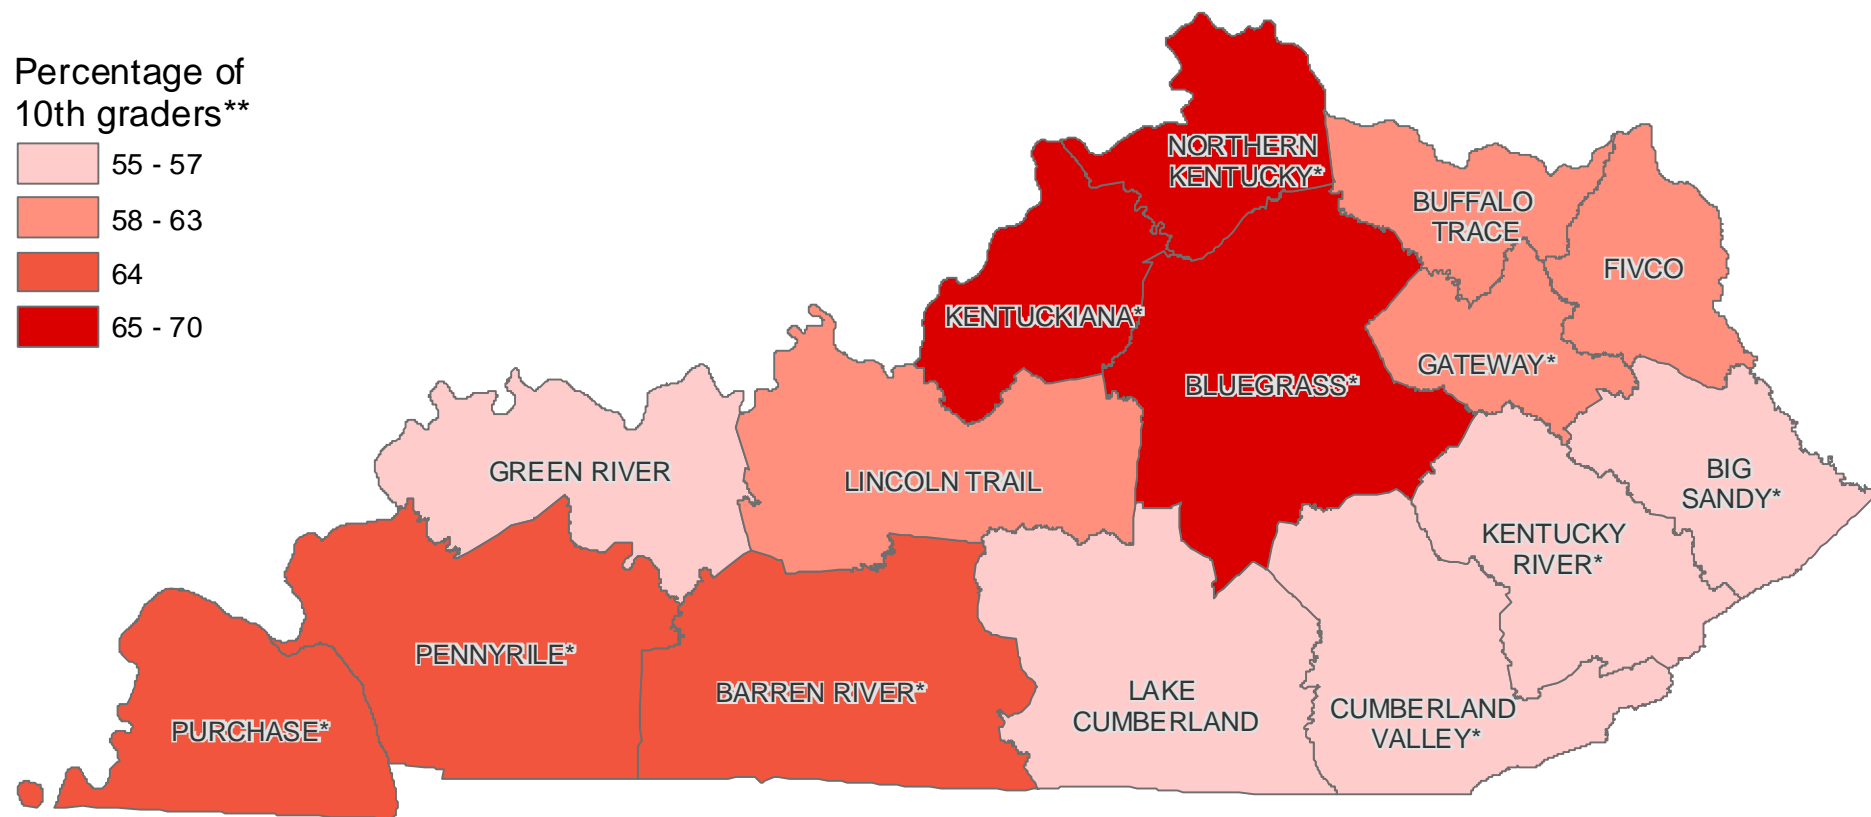 Percentage of
10th graders**
55 - 57
58 - 63
64
65 - 70
NORTHERN
KENTUCKY*
BUFFALO
TRACE
FIVCO
KENTUCKIANA*
GATEWAY*
BLUEGRASS*
GREEN RIVER
LINCOLN TRAIL
BIG
SANDY*
KENTUCKY
RIVER*
PENNYRILE*
BARREN RIVER*
LAKE
CUMBERLAND
CUMBERLAND
VALLEY*
PURCHASE*